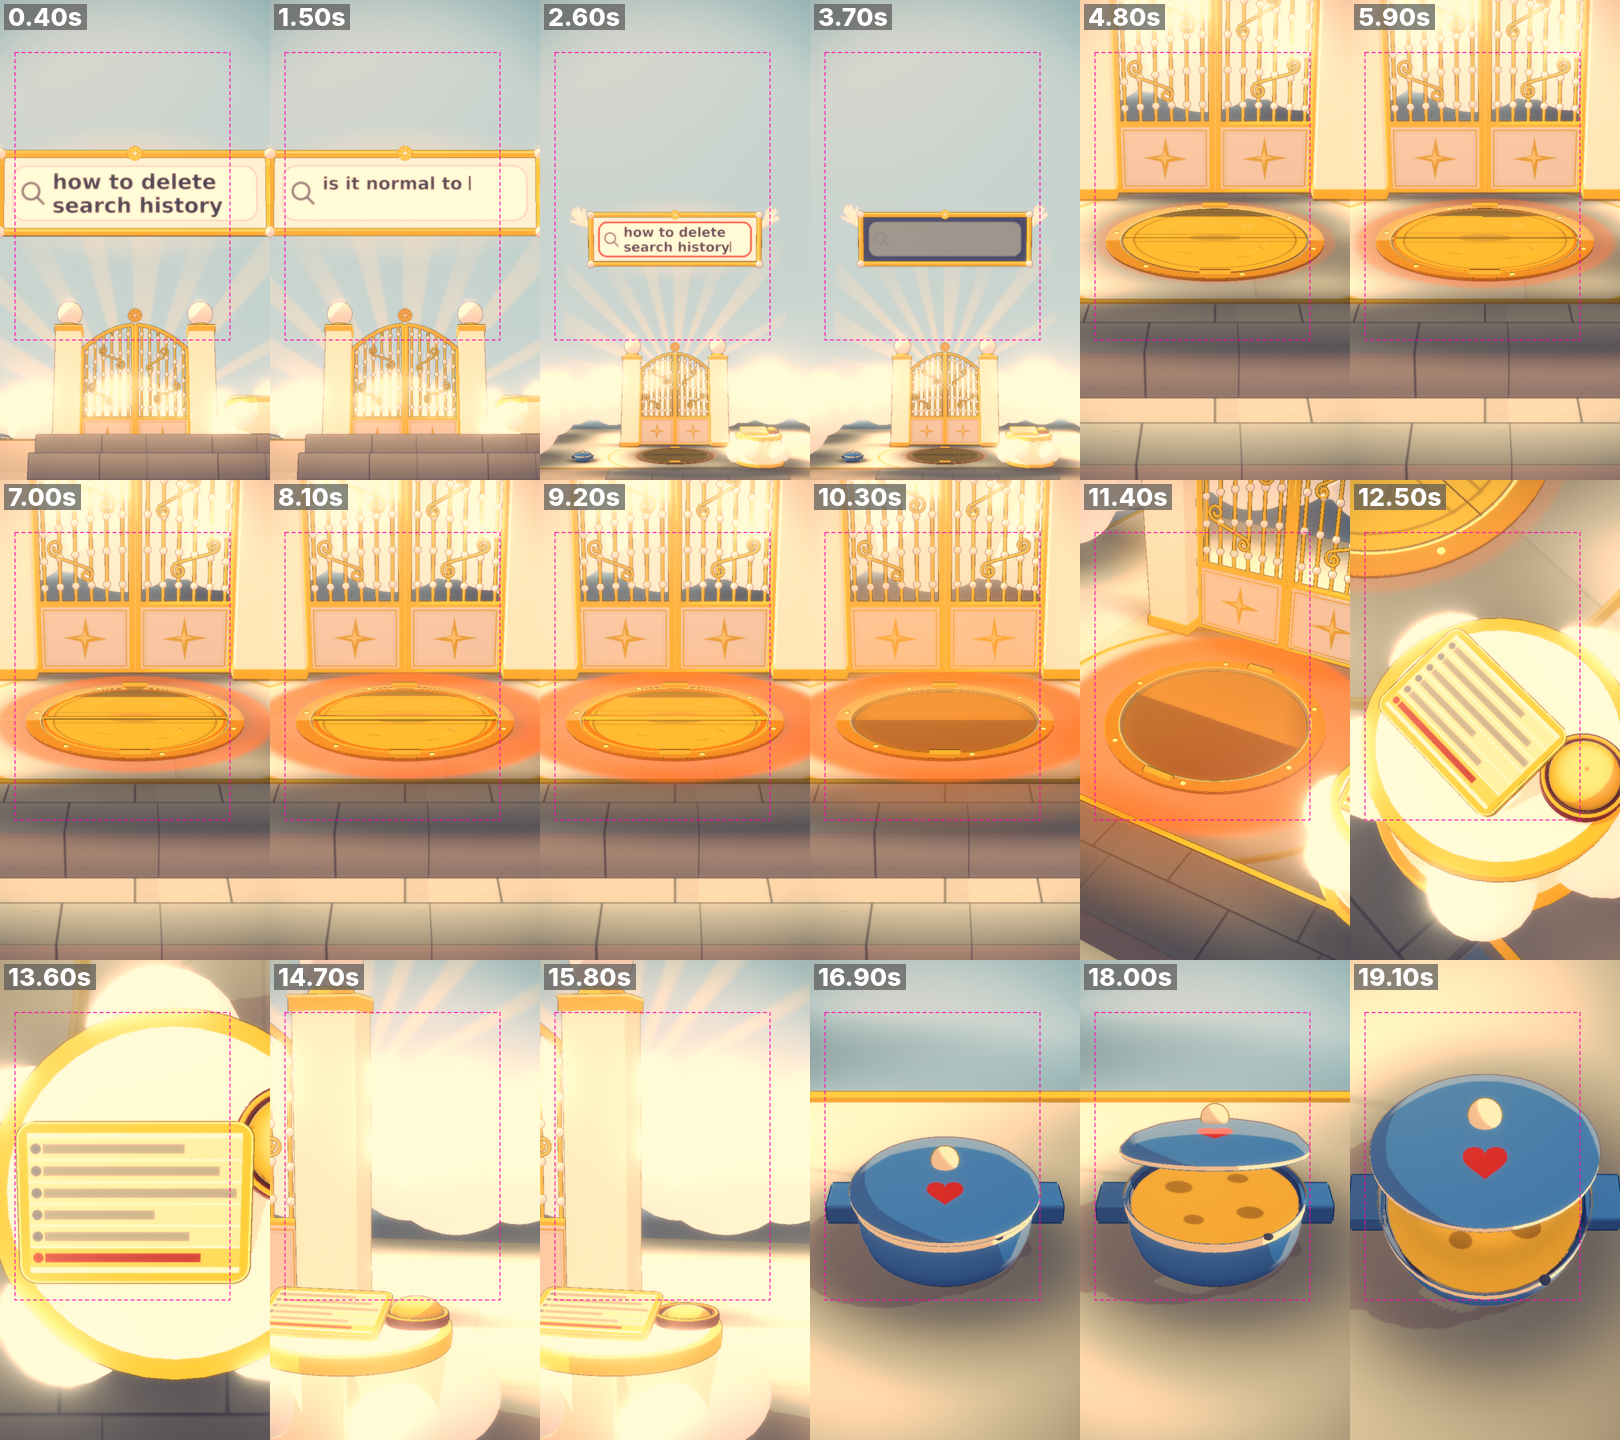 0.40s
1.50s
2.60s
3.70s
4.80s
5.90s
how to delete
search history
is it normal to
how to delete
search history
7.00s
8.10s
9.20s
10.30s
11.40s
12.50s
13.60s
14.70s
15.80s
16.90s
18.00s
19.10s